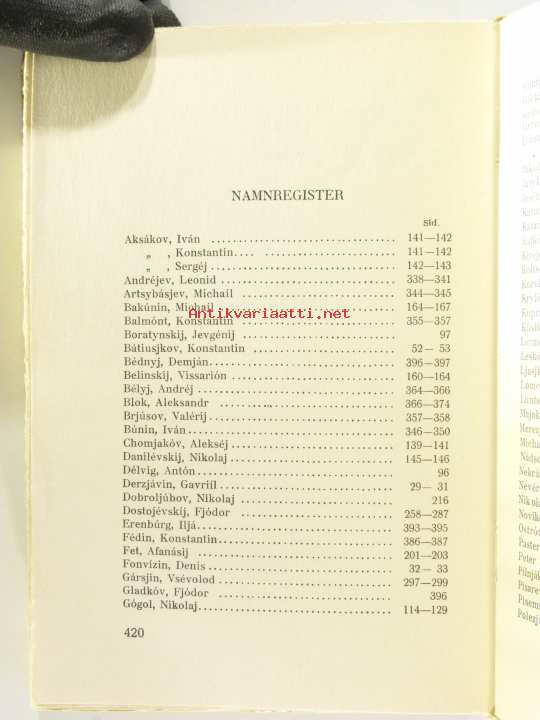 NAMNREGISTER
Sid.
Aksákov, Iván ........ 141—142
„ , Konstantín.... ........ 141—142
„ , Sergéj ........ 142—143
Andréjev, Leonid ........ 338—341
Artsybásjev, Michaíl ........ 344—345
Bakúnin, Michaíl ........ 164—167
Antikvariaatti.net
Balmónt, Konstantín ........ 355—357
Boratynskij, Jevgénij ........ 97
Bátiusjkov, Konstantin ........ 52— 53
Bédnyj, Demján ........ 396—397
Belinskij, Vissarión ........ 160—164
Bélyj, Andréj ........ 364—366
Blok, Aleksandr ........ 366—374
Brjúsov, Valérij ........ 357—358
Búnin, Iván ........ 346—350
Chomjakóv, Alekséj ........ 139—141
Danilévskij, Nikolaj ........ 145—146
Délvig, Antón ........ 96
Derzjávin, Gavriíl ........ 29— 31
Dobroljúbov, Nikolaj ........ 216
Dostojévskíj, Fjódor ........ 258—287
Erenbúrg, Iljá ........ 393—395
Fédin, Konstantin ........ 386—387
Fet, Afanásij ........ 201—203
Fonvízin, Denis ........ 32— 33
Gársjin, Vsévolod ........ 297—299
Gladkóv, Fjódor ........ 396
Gógol, Nikolaj ........ 114—129
420